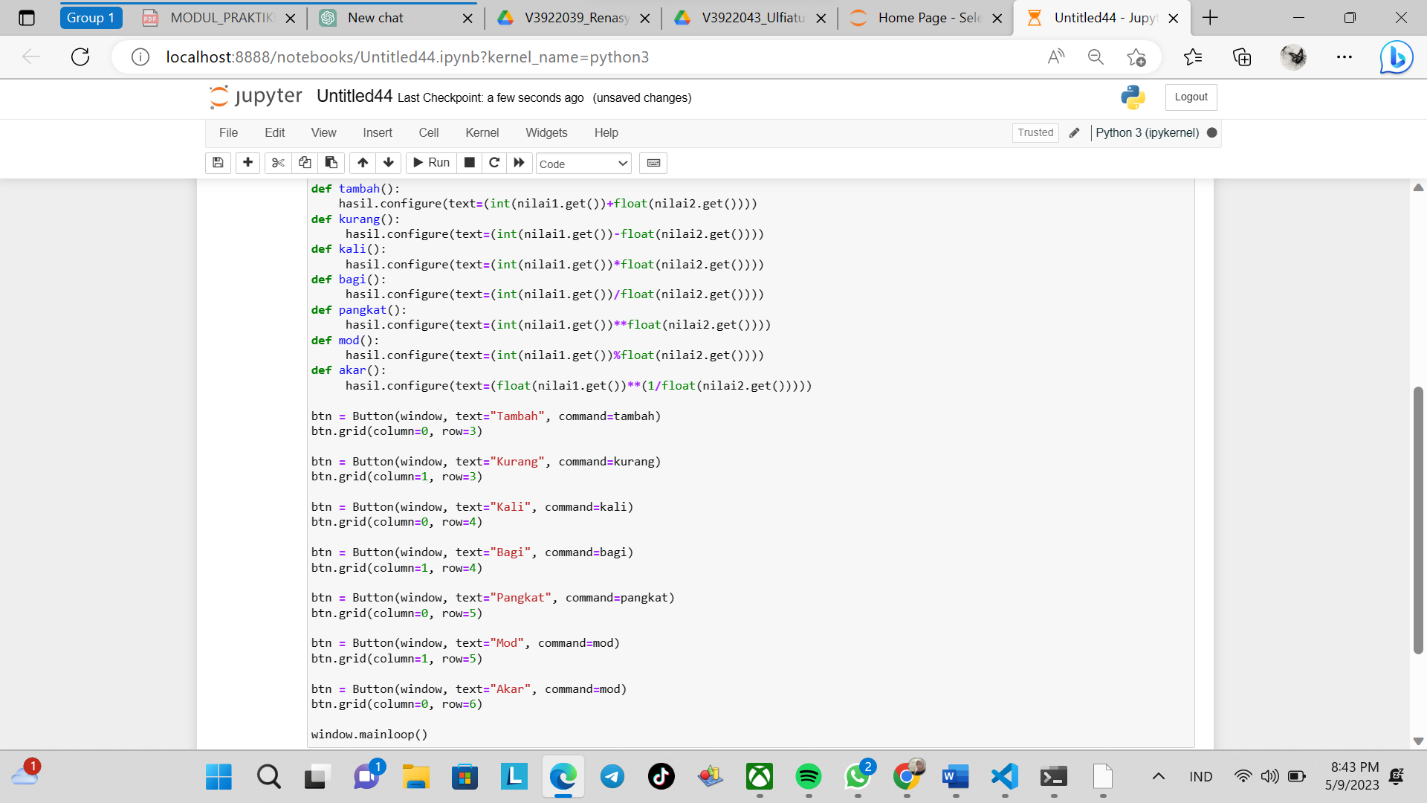 Group 1
MODUL_PRAKTIK
New chat
V3922039_Renasy
V3922043_Ulfiatu
Home Page - Sele
Untitled44 - Jupyt
localhost:8888/notebooks/Untitled44.ipynb?kernel_name=python3
jupyter Untitled44 Last Checkpoint: a few seconds ago (unsaved changes)
Logout
File Edit View Insert Cell Kernel Widgets Help
Trusted
Python 3 (ipykernel)
Run
Code
def tambah():
    hasil.configure(text=(int(nilai1.get())+float(nilai2.get())))
def kurang():
     hasil.configure(text=(int(nilai1.get())-float(nilai2.get())))
def kali():
     hasil.configure(text=(int(nilai1.get())*float(nilai2.get())))
def bagi():
     hasil.configure(text=(int(nilai1.get())/float(nilai2.get())))
def pangkat():
     hasil.configure(text=(int(nilai1.get())**float(nilai2.get())))
def mod():
     hasil.configure(text=(int(nilai1.get())%float(nilai2.get())))
def akar():
     hasil.configure(text=(float(nilai1.get())**(1/float(nilai2.get()))))
btn = Button(window, text="Tambah", command=tambah)
btn.grid(column=0, row=3)
btn = Button(window, text="Kurang", command=kurang)
btn.grid(column=1, row=3)
btn = Button(window, text="Kali", command=kali)
btn.grid(column=0, row=4)
btn = Button(window, text="Bagi", command=bagi)
btn.grid(column=1, row=4)
btn = Button(window, text="Pangkat", command=pangkat)
btn.grid(column=0, row=5)
btn = Button(window, text="Mod", command=mod)
btn.grid(column=1, row=5)
btn = Button(window, text="Akar", command=mod)
btn.grid(column=0, row=6)
window.mainloop()
1
1
L
2
IND
8:43 PM
5/9/2023